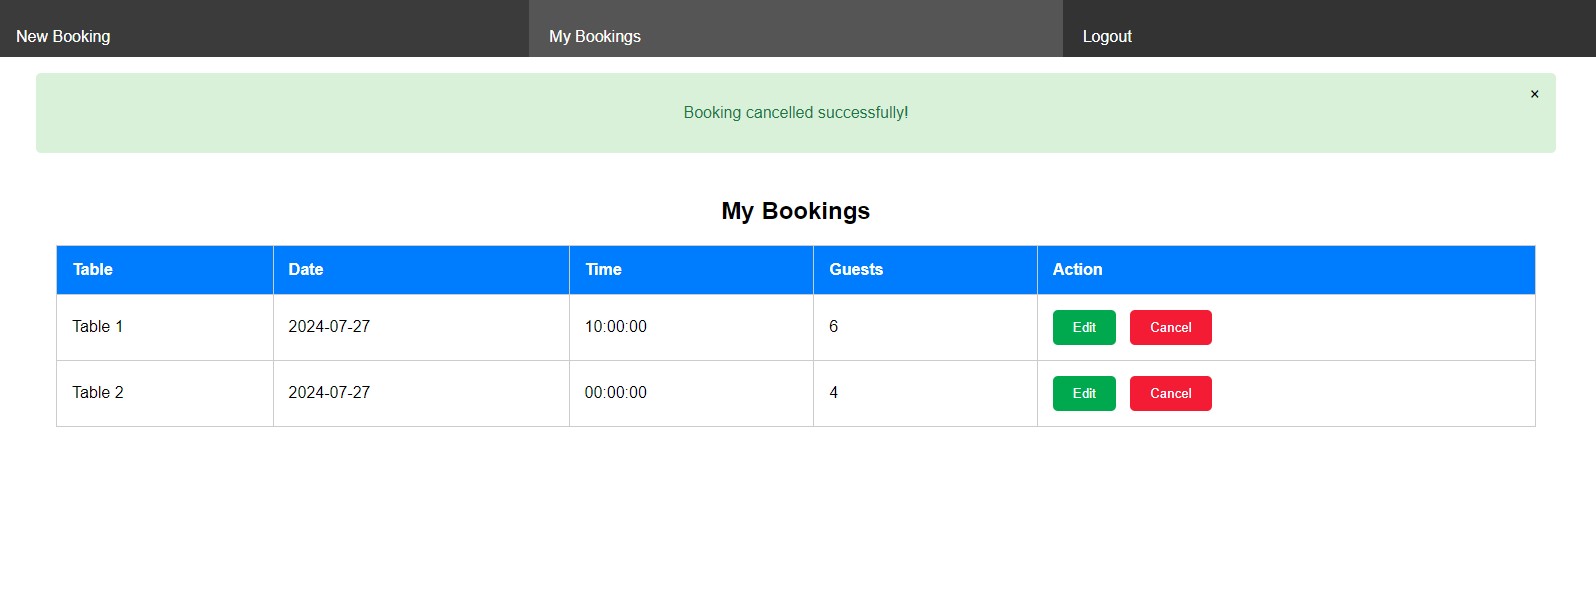 New Booking My Bookings Logout
×
Booking cancelled successfully!
My Bookings
Table Date Time Guests Action
Table 1 2024-07-27 10:00:00 6 Edit Cancel
Table 2 2024-07-27 00:00:00 4 Edit Cancel